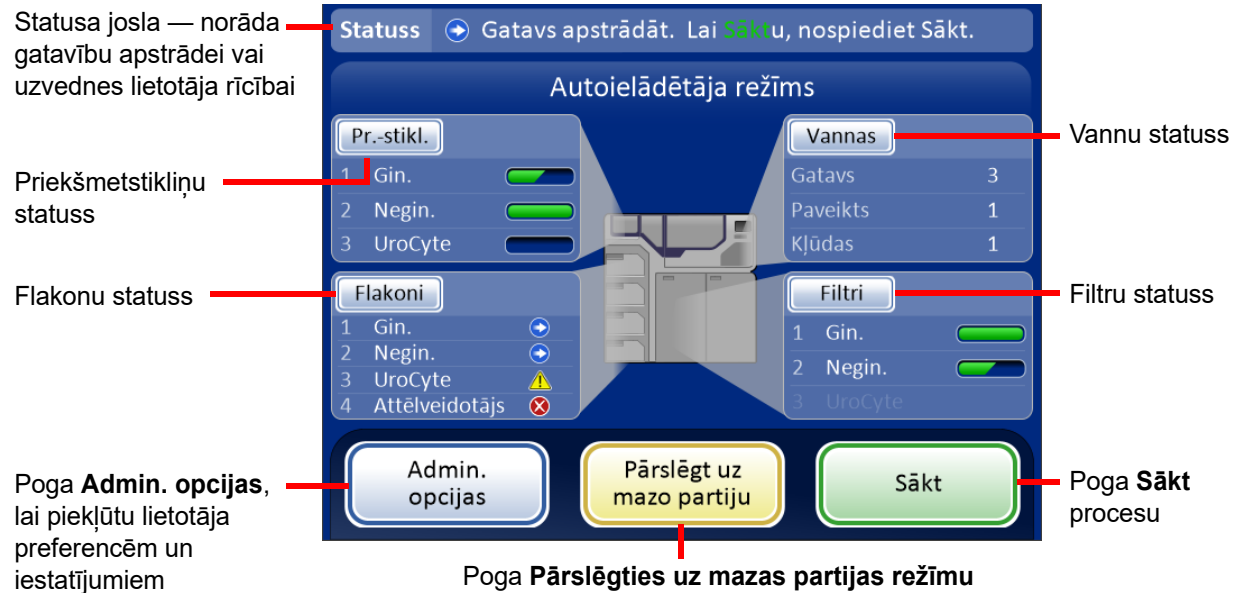 Statusa josla — norāda
gatavību apstrādei vai
uzvednes lietotāja rīcībai
Priekšmetstikliņu
statuss
Flakonu statuss
Poga Admin. opcijas,
lai piekļūtu lietotāja
preferencēm un
iestatījumiem
Statuss Gatavs apstrādāt. Lai Sāktu, nospiediet Sākt.
Autoielādētāja režīms
Pr.-stikl.
1 Gin.
2 Negin.
3 UroCyte
Vannas
Gatavs 3
Paveikts 1
Kļūdas 1
Flakoni
1 Gin.
2 Negin.
3 UroCyte
4 Attēlveidotājs
Filtri
1 Gin.
2 Negin.
3 UroCyte
Admin.
opcijas
Pārslēgt uz
mazo partiju
Sākt
Vannu statuss
Filtru statuss
Poga Sākt
procesu
Poga Pārslēgties uz mazas partijas režīmu